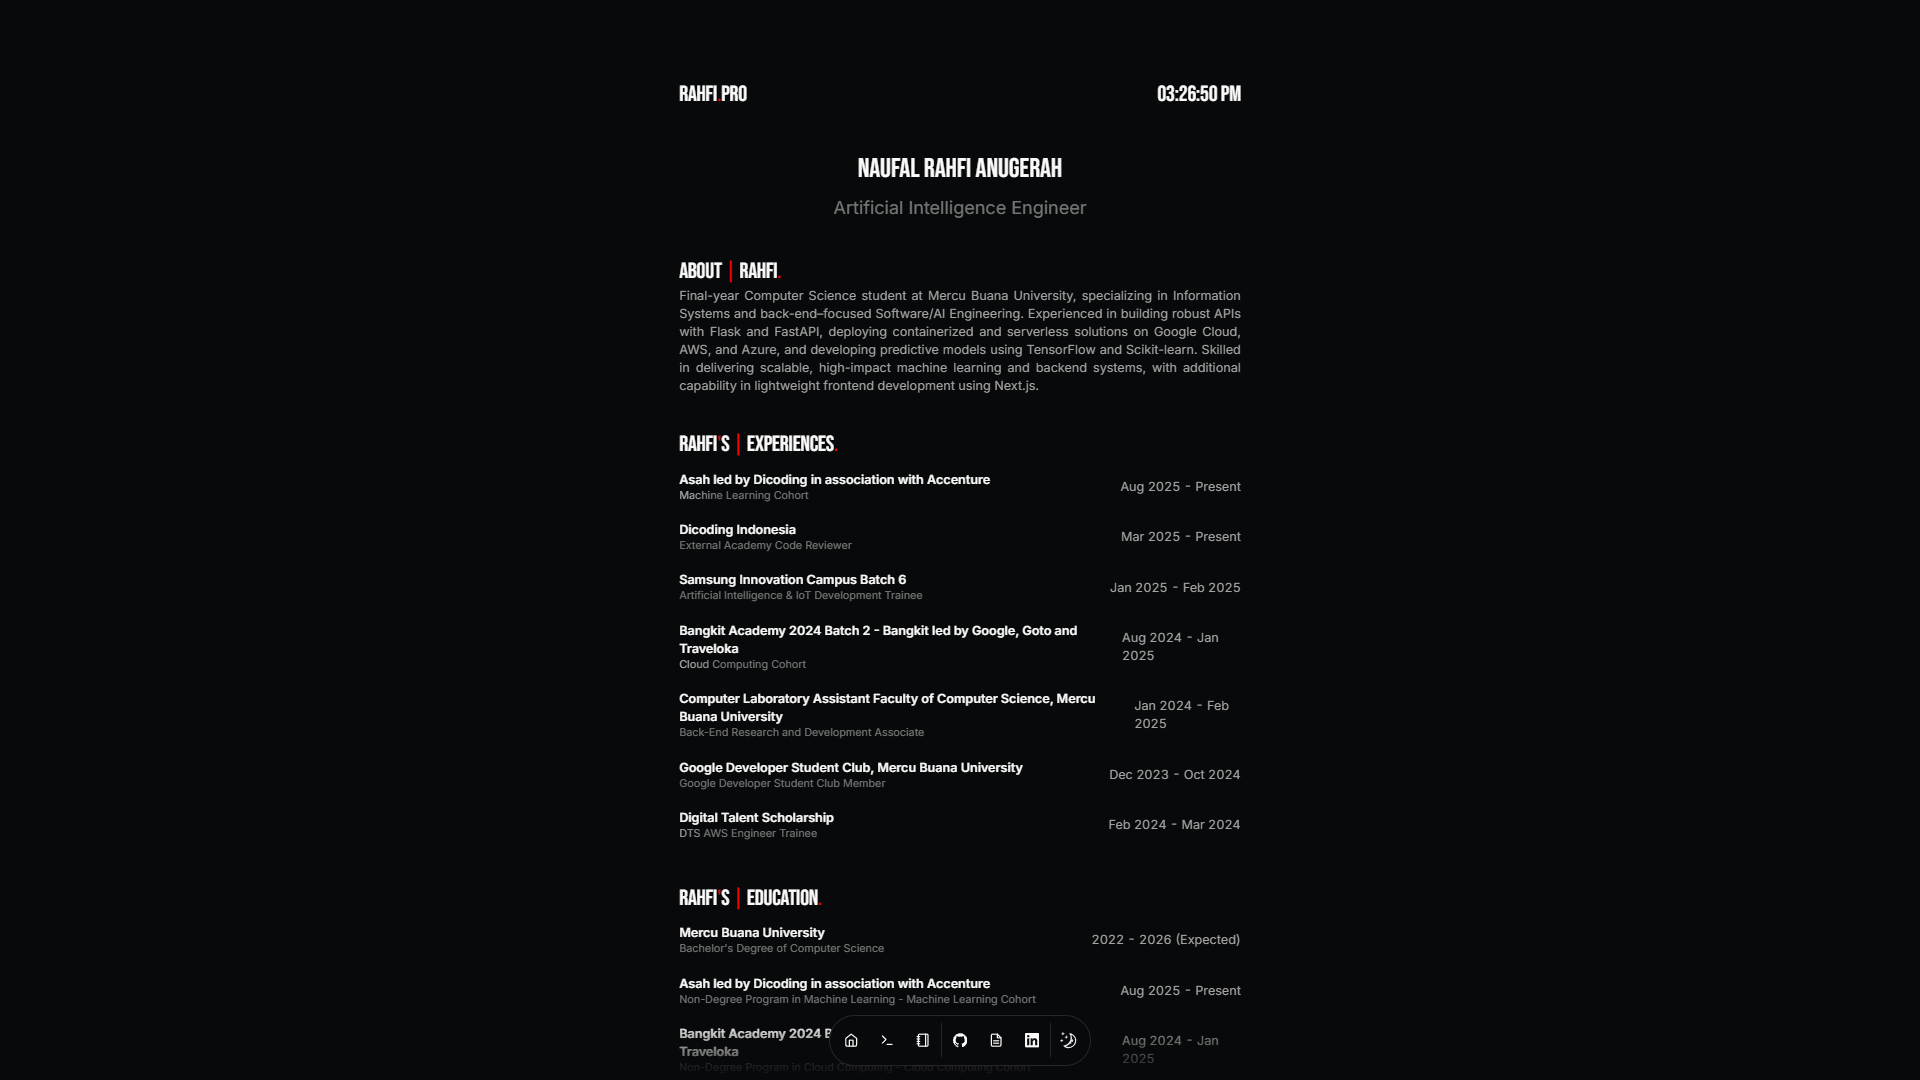 RAHFI.PRO
03:26:50 PM
NAUFAL RAHFI ANUGERAH
Artificial Intelligence Engineer
ABOUT | RAHFI.
Final-year Computer Science student at Mercu Buana University, specializing in Information
Systems and back-end–focused Software/AI Engineering. Experienced in building robust APIs
with Flask and FastAPI, deploying containerized and serverless solutions on Google Cloud,
AWS, and Azure, and developing predictive models using TensorFlow and Scikit-learn. Skilled
in delivering scalable, high-impact machine learning and backend systems, with additional
capability in lightweight frontend development using Next.js.
RAHFI'S | EXPERIENCES.
Asah led by Dicoding in association with Accenture
Machine Learning Cohort
Aug 2025 - Present
Dicoding Indonesia
External Academy Code Reviewer
Mar 2025 - Present
Samsung Innovation Campus Batch 6
Artificial Intelligence & IoT Development Trainee
Jan 2025 - Feb 2025
Bangkit Academy 2024 Batch 2 - Bangkit led by Google, Goto and
Traveloka
Cloud Computing Cohort
Aug 2024 - Jan
2025
Computer Laboratory Assistant Faculty of Computer Science, Mercu
Buana University
Back-End Research and Development Associate
Jan 2024 - Feb
2025
Google Developer Student Club, Mercu Buana University
Google Developer Student Club Member
Dec 2023 - Oct 2024
Digital Talent Scholarship
DTS AWS Engineer Trainee
Feb 2024 - Mar 2024
RAHFI'S | EDUCATION.
Mercu Buana University
Bachelor's Degree of Computer Science
2022 - 2026 (Expected)
Asah led by Dicoding in association with Accenture
Non-Degree Program in Machine Learning - Machine Learning Cohort
Aug 2025 - Present
Bangkit Academy 2024
Traveloka
Non-Degree Program in Cloud Computing - Cloud Computing Cohort
Aug 2024 - Jan
2025